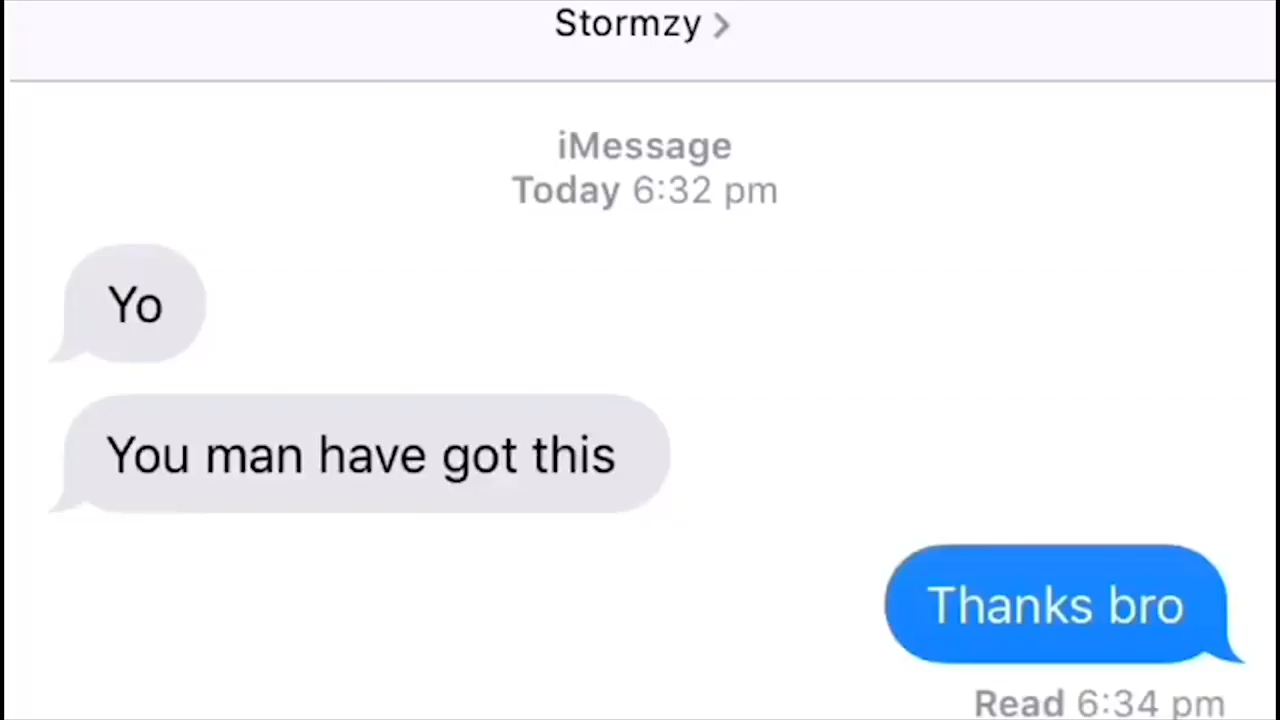 Stormzy >
iMessage
Today 6:32 pm
Yo
You man have got this
Thanks bro
Read 6:34 pm